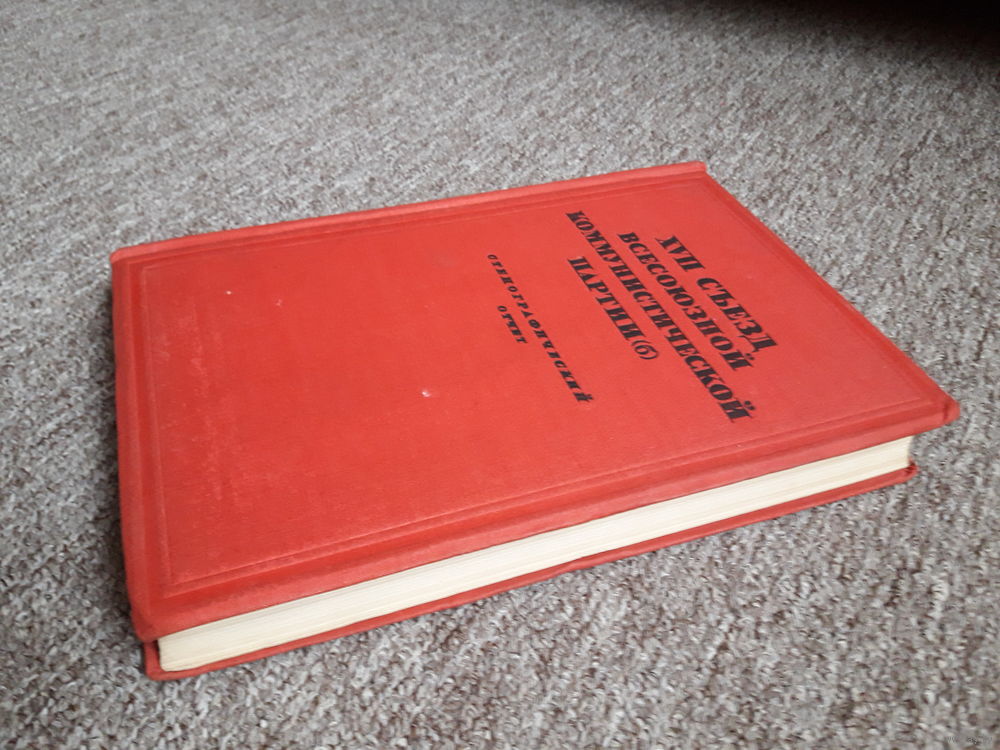 XVII СЪЕЗД
ВСЕСОЮЗНОЙ
КОММУНИСТИЧЕСКОЙ
ПАРТИИ (б)
СТЕНОГРАФИЧЕСКИЙ
ОТЧЕТ